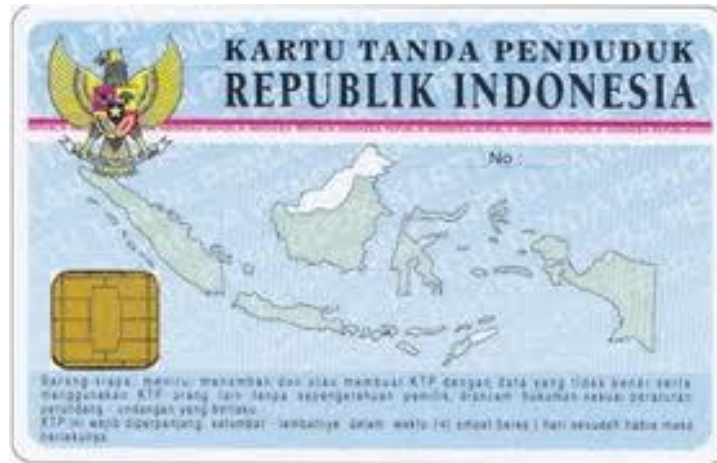 KARTU TANDA PENDUDUK
REPUBLIK INDONESIA
No :
Barang siapa, meniru, menambah dan atau membuat KTP dengan data yang tidak benar serta
menggunakan KTP orang lain tanpa sepengetahuan pemilik, diancam hukuman sesuai peraturan
perundang - undangan yang berlaku.
KTP ini wajib diperpanjang, selambat - lambatnya dalam waktu 14 ( empat belas ) hari sesudah habis masa
berlakunya.